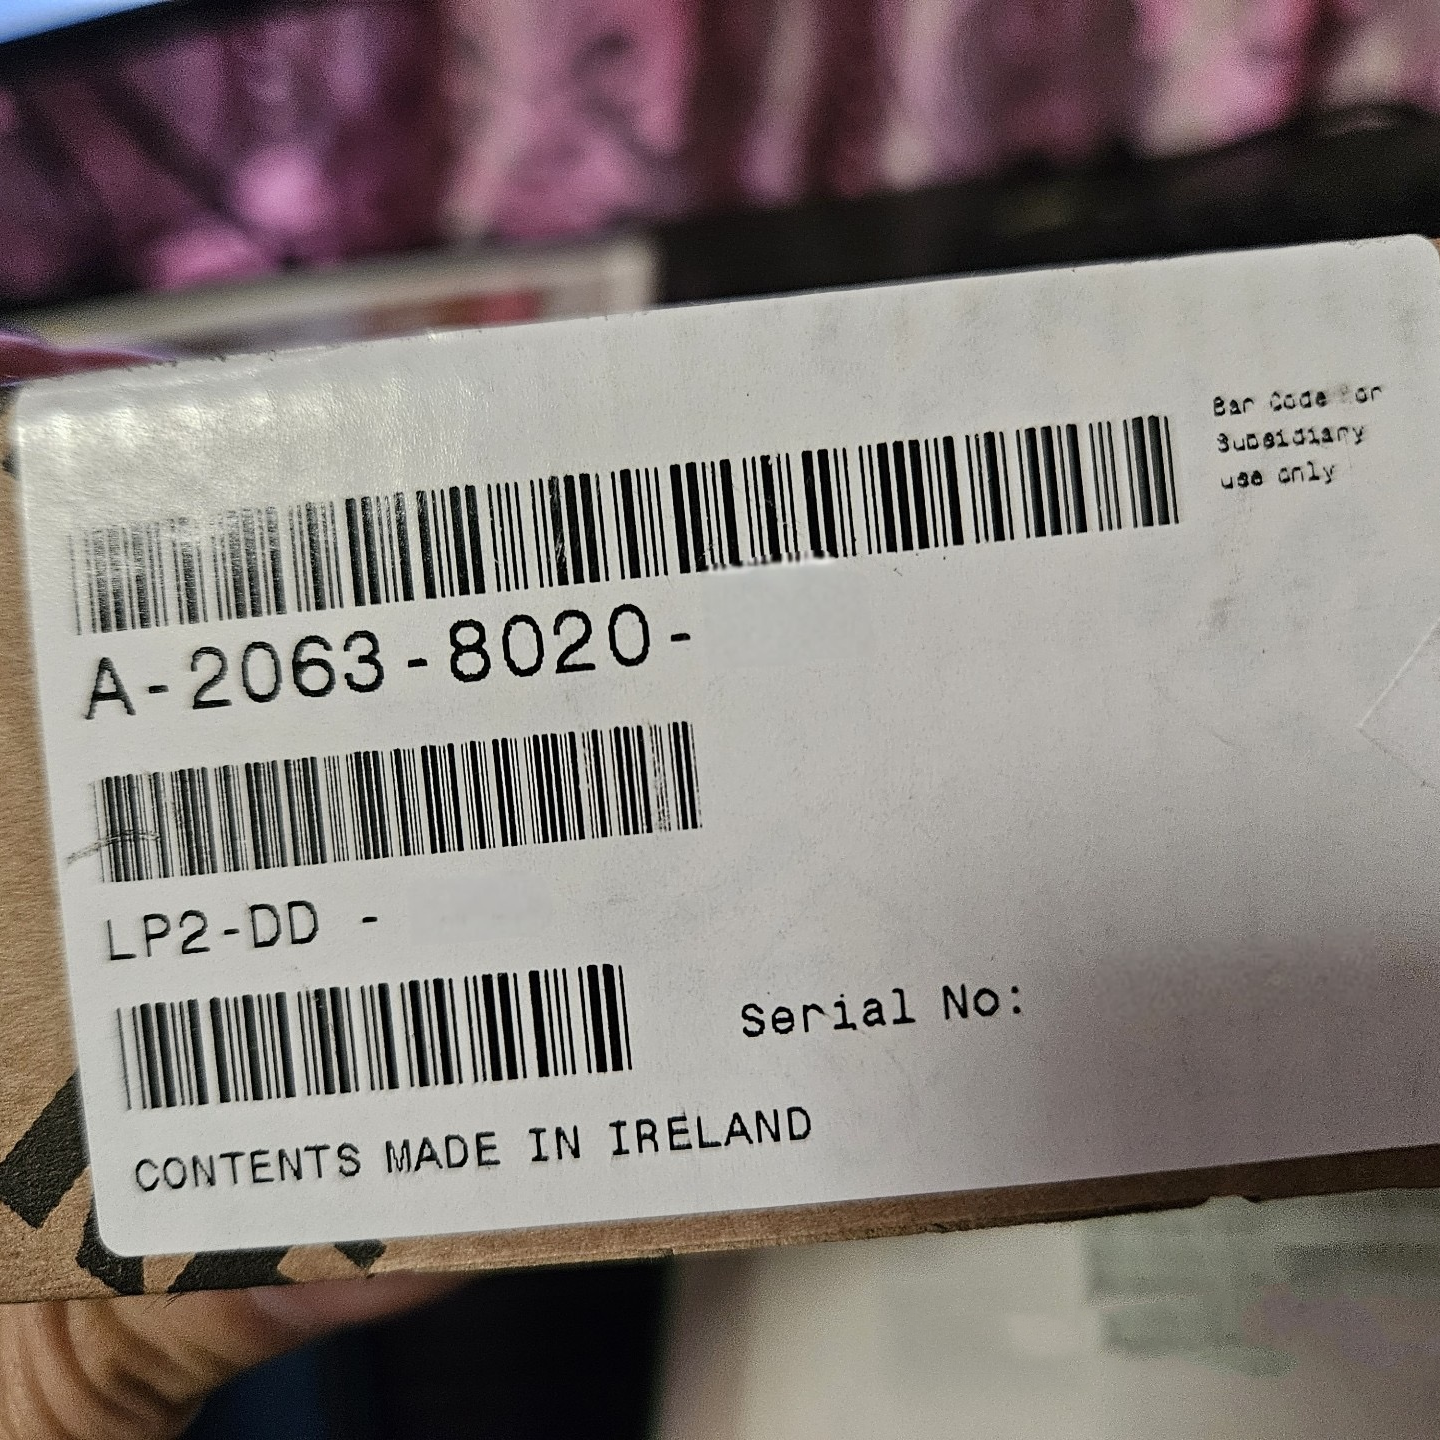 Bar Code For
Subsidiary
use only
A-2063-8020-
LP2-DD -
Serial No:
CONTENTS MADE IN IRELAND